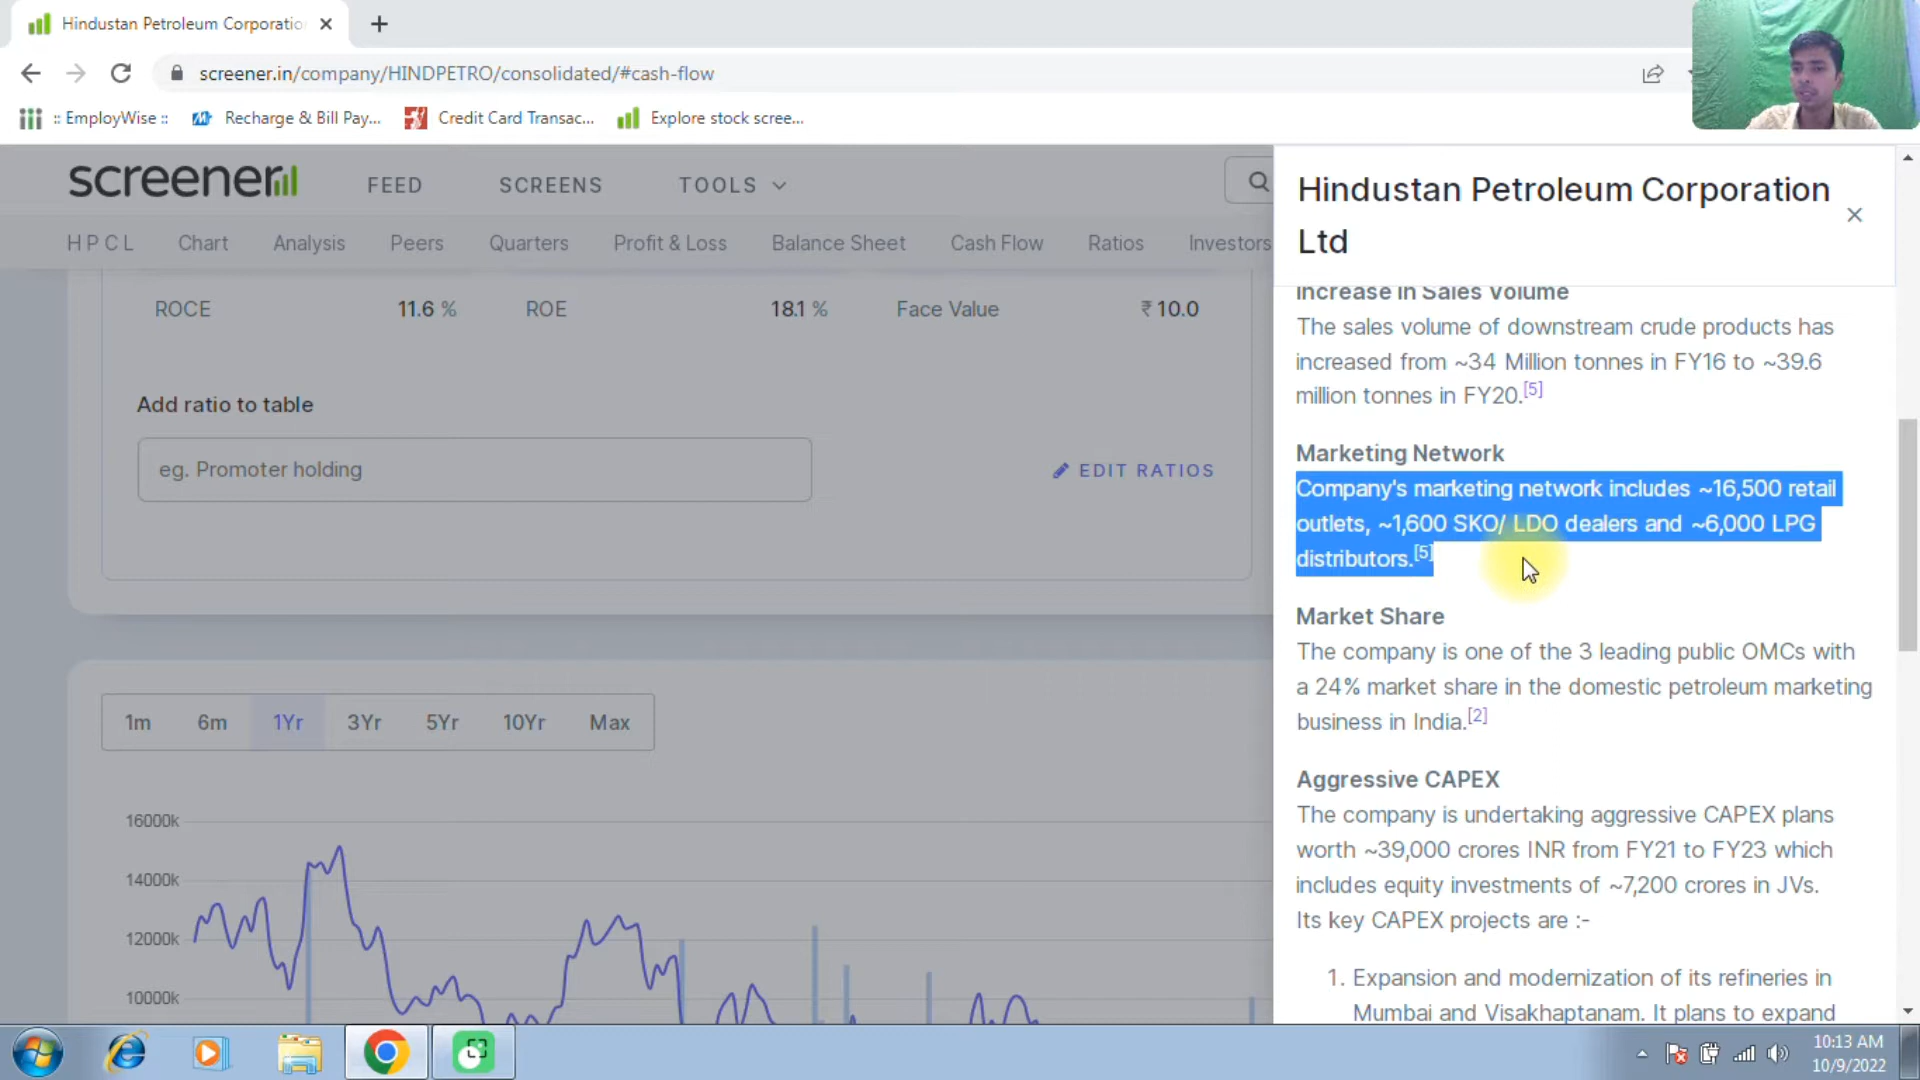 Hindustan Petroleum Corporatio
screener.in/company/HINDPETRO/consolidated/#cash-flow
:: EmployWise :: Recharge & Bill Pay... Credit Card Transac... Explore stock scree...
screener FEED SCREENS TOOLS
H P C L Chart Analysis Peers Quarters Profit & Loss Balance Sheet Cash Flow Ratios Investors
ROCE 11.6 % ROE 18.1 % Face Value ₹ 10.0
Add ratio to table
eg. Promoter holding
EDIT RATIOS
1m 6m 1Yr 3Yr 5Yr 10Yr Max
16000k
14000k
12000k
10000k
Hindustan Petroleum Corporation
Ltd
Increase in Sales Volume
The sales volume of downstream crude products has
increased from ~34 Million tonnes in FY16 to ~39.6
million tonnes in FY20.[5]
Marketing Network
Company's marketing network includes ~16,500 retail
outlets, ~1,600 SKO/ LDO dealers and ~6,000 LPG
distributors.[5]
Market Share
The company is one of the 3 leading public OMCs with
a 24% market share in the domestic petroleum marketing
business in India.[2]
Aggressive CAPEX
The company is undertaking aggressive CAPEX plans
worth ~39,000 crores INR from FY21 to FY23 which
includes equity investments of ~7,200 crores in JVs.
Its key CAPEX projects are :-
1. Expansion and modernization of its refineries in
Mumbai and Visakhaptanam. It plans to expand
10:13 AM
10/9/2022